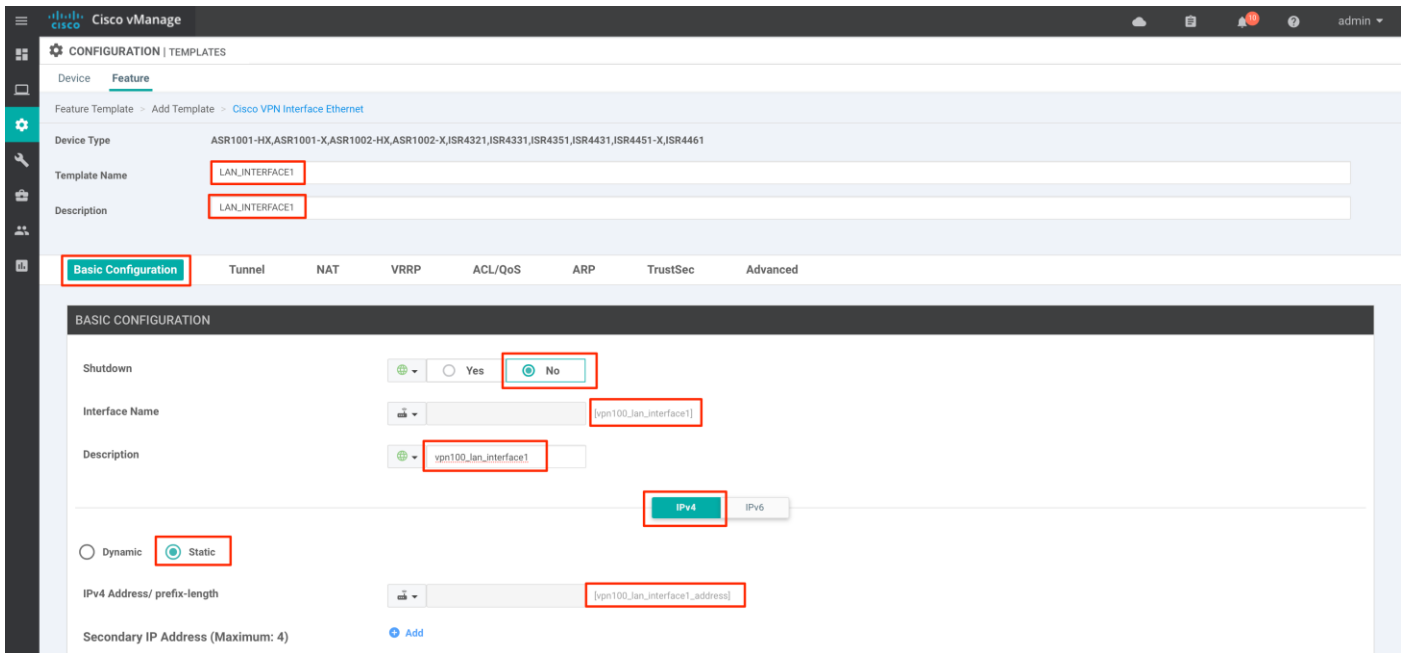 cisco Cisco vManage 10 admin
CONFIGURATION | TEMPLATES
Device Feature
Feature Template > Add Template > Cisco VPN Interface Ethernet
Device Type ASR1001-HX,ASR1001-X,ASR1002-HX,ASR1002-X,ISR4321,ISR4331,ISR4351,ISR4431,ISR4451-X,ISR4461
Template Name LAN_INTERFACE1
Description LAN_INTERFACE1
Basic Configuration Tunnel NAT VRRP ACL/QoS ARP TrustSec Advanced
BASIC CONFIGURATION
Shutdown Yes No
Interface Name [vpn100_lan_interface1]
Description vpn100_lan_interface1
IPv4 IPv6
Dynamic Static
IPv4 Address/ prefix-length [vpn100_lan_interface1_address]
Secondary IP Address (Maximum: 4) Add